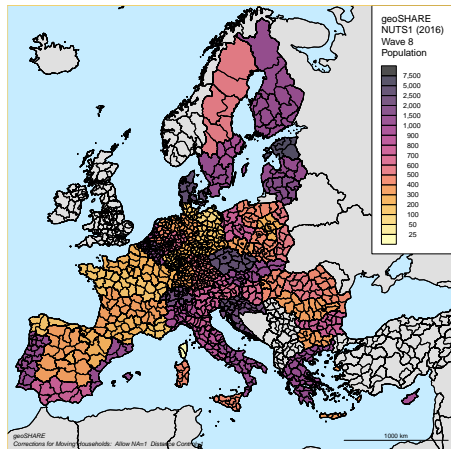 geoSHARE
NUTS1 (2016)
Wave 8
Population
7,500
5,000
2,500
2,000
1,000
900
800
700
600
500
400
300
200
100
50
25
1000 km
geoSHARE
Corrections for Moving Households: Allow NA=1 Distance Control